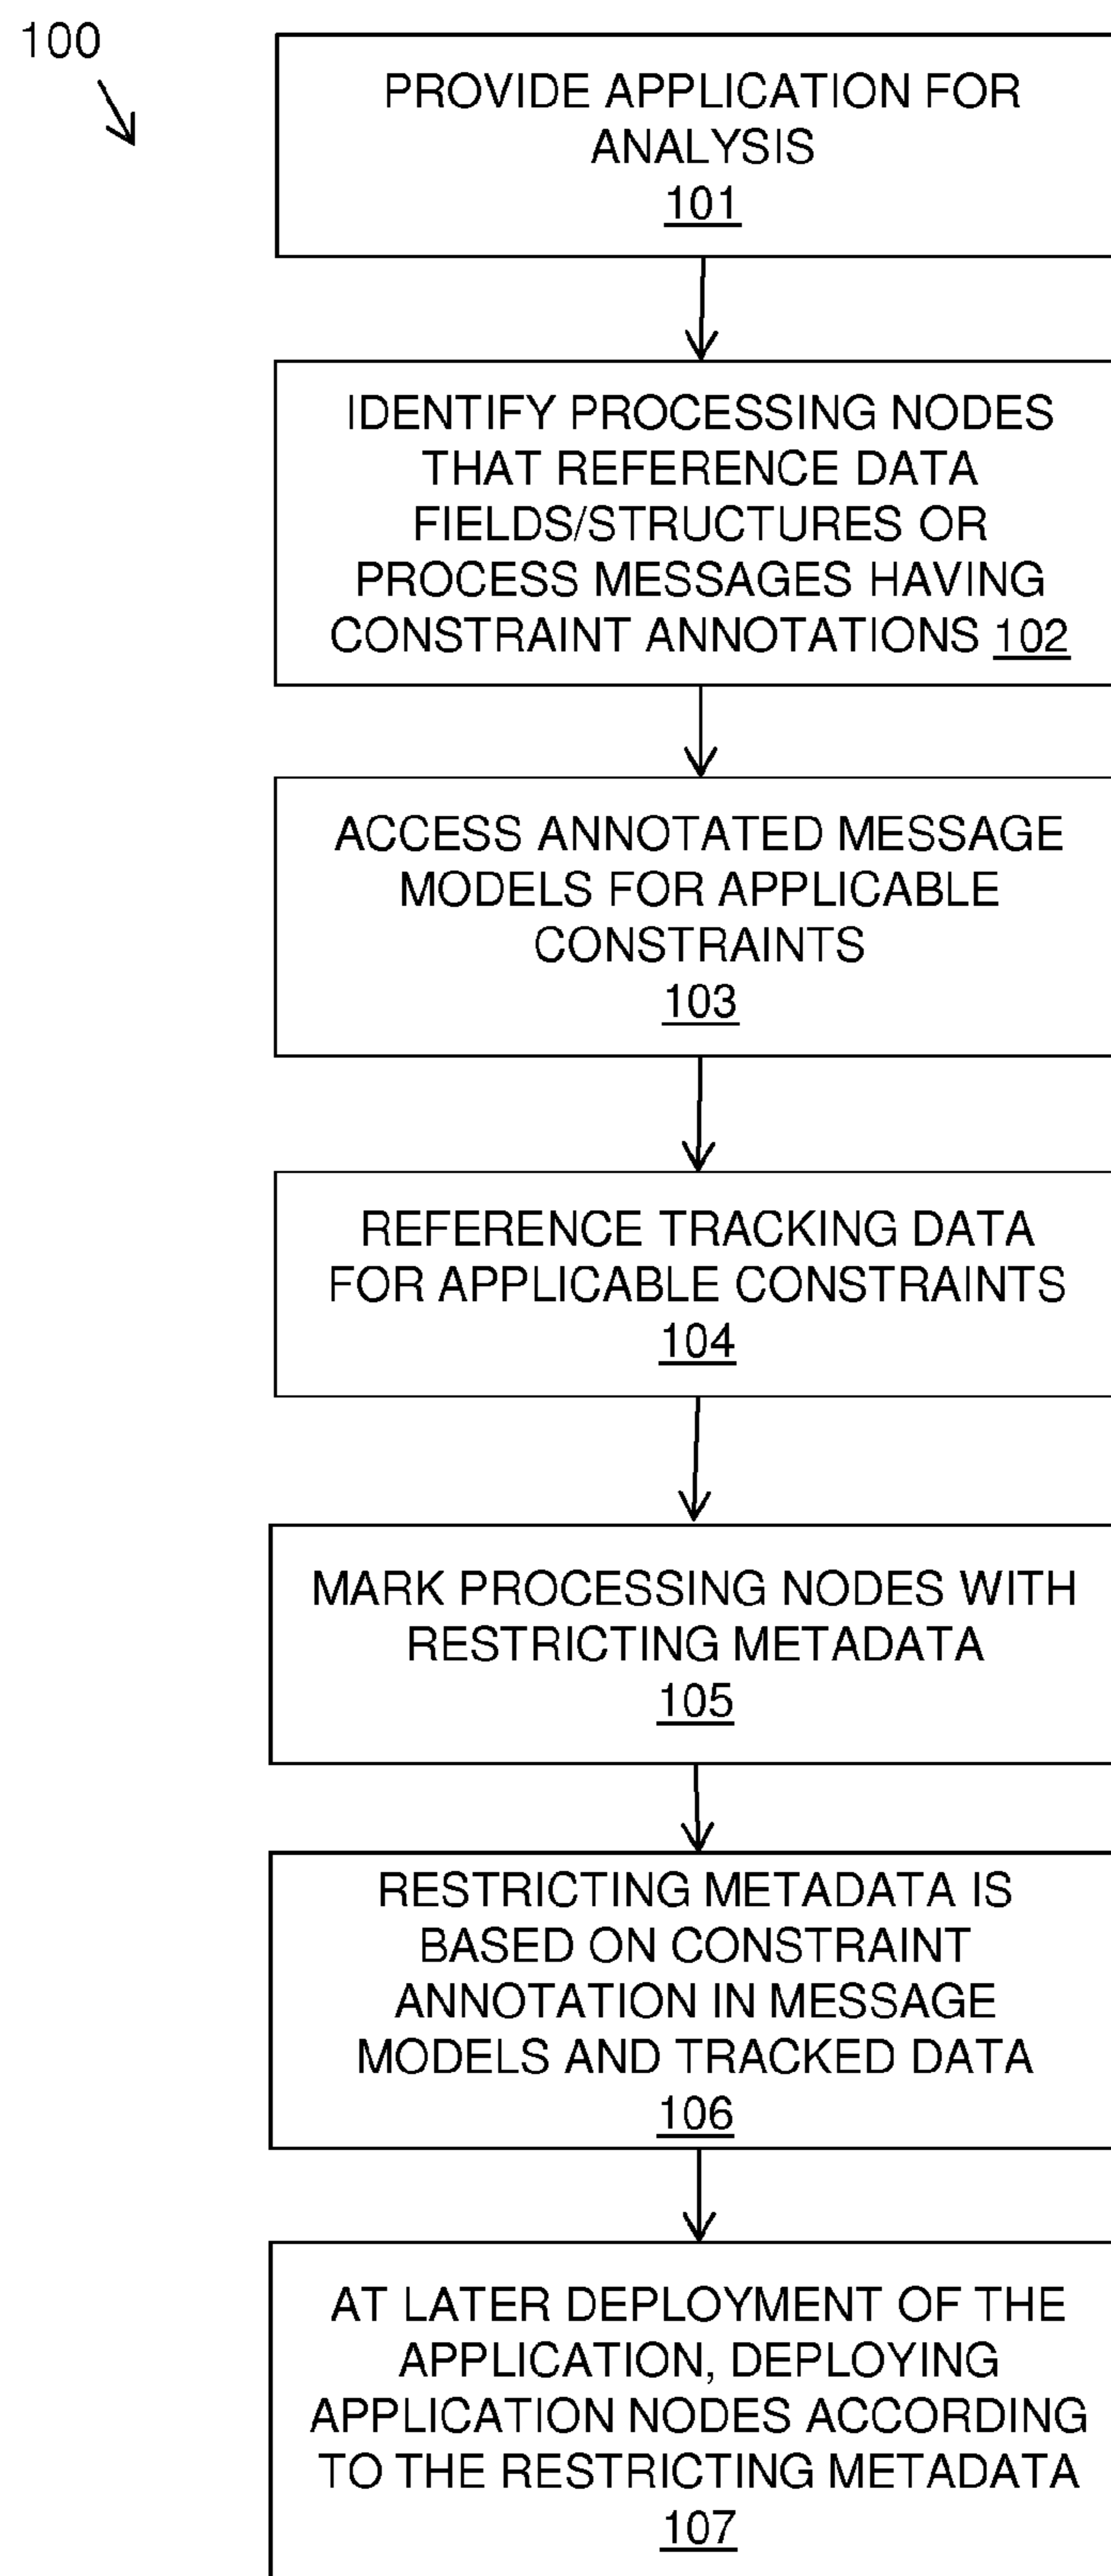 100
PROVIDE APPLICATION FOR
ANALYSIS
101
IDENTIFY PROCESSING NODES
THAT REFERENCE DATA
FIELDS/STRUCTURES OR
PROCESS MESSAGES HAVING
CONSTRAINT ANNOTATIONS 102
ACCESS ANNOTATED MESSAGE
MODELS FOR APPLICABLE
CONSTRAINTS
103
REFERENCE TRACKING DATA
FOR APPLICABLE CONSTRAINTS
104
MARK PROCESSING NODES WITH
RESTRICTING METADATA
105
RESTRICTING METADATA IS
BASED ON CONSTRAINT
ANNOTATION IN MESSAGE
MODELS AND TRACKED DATA
106
AT LATER DEPLOYMENT OF THE
APPLICATION, DEPLOYING
APPLICATION NODES ACCORDING
TO THE RESTRICTING METADATA
107